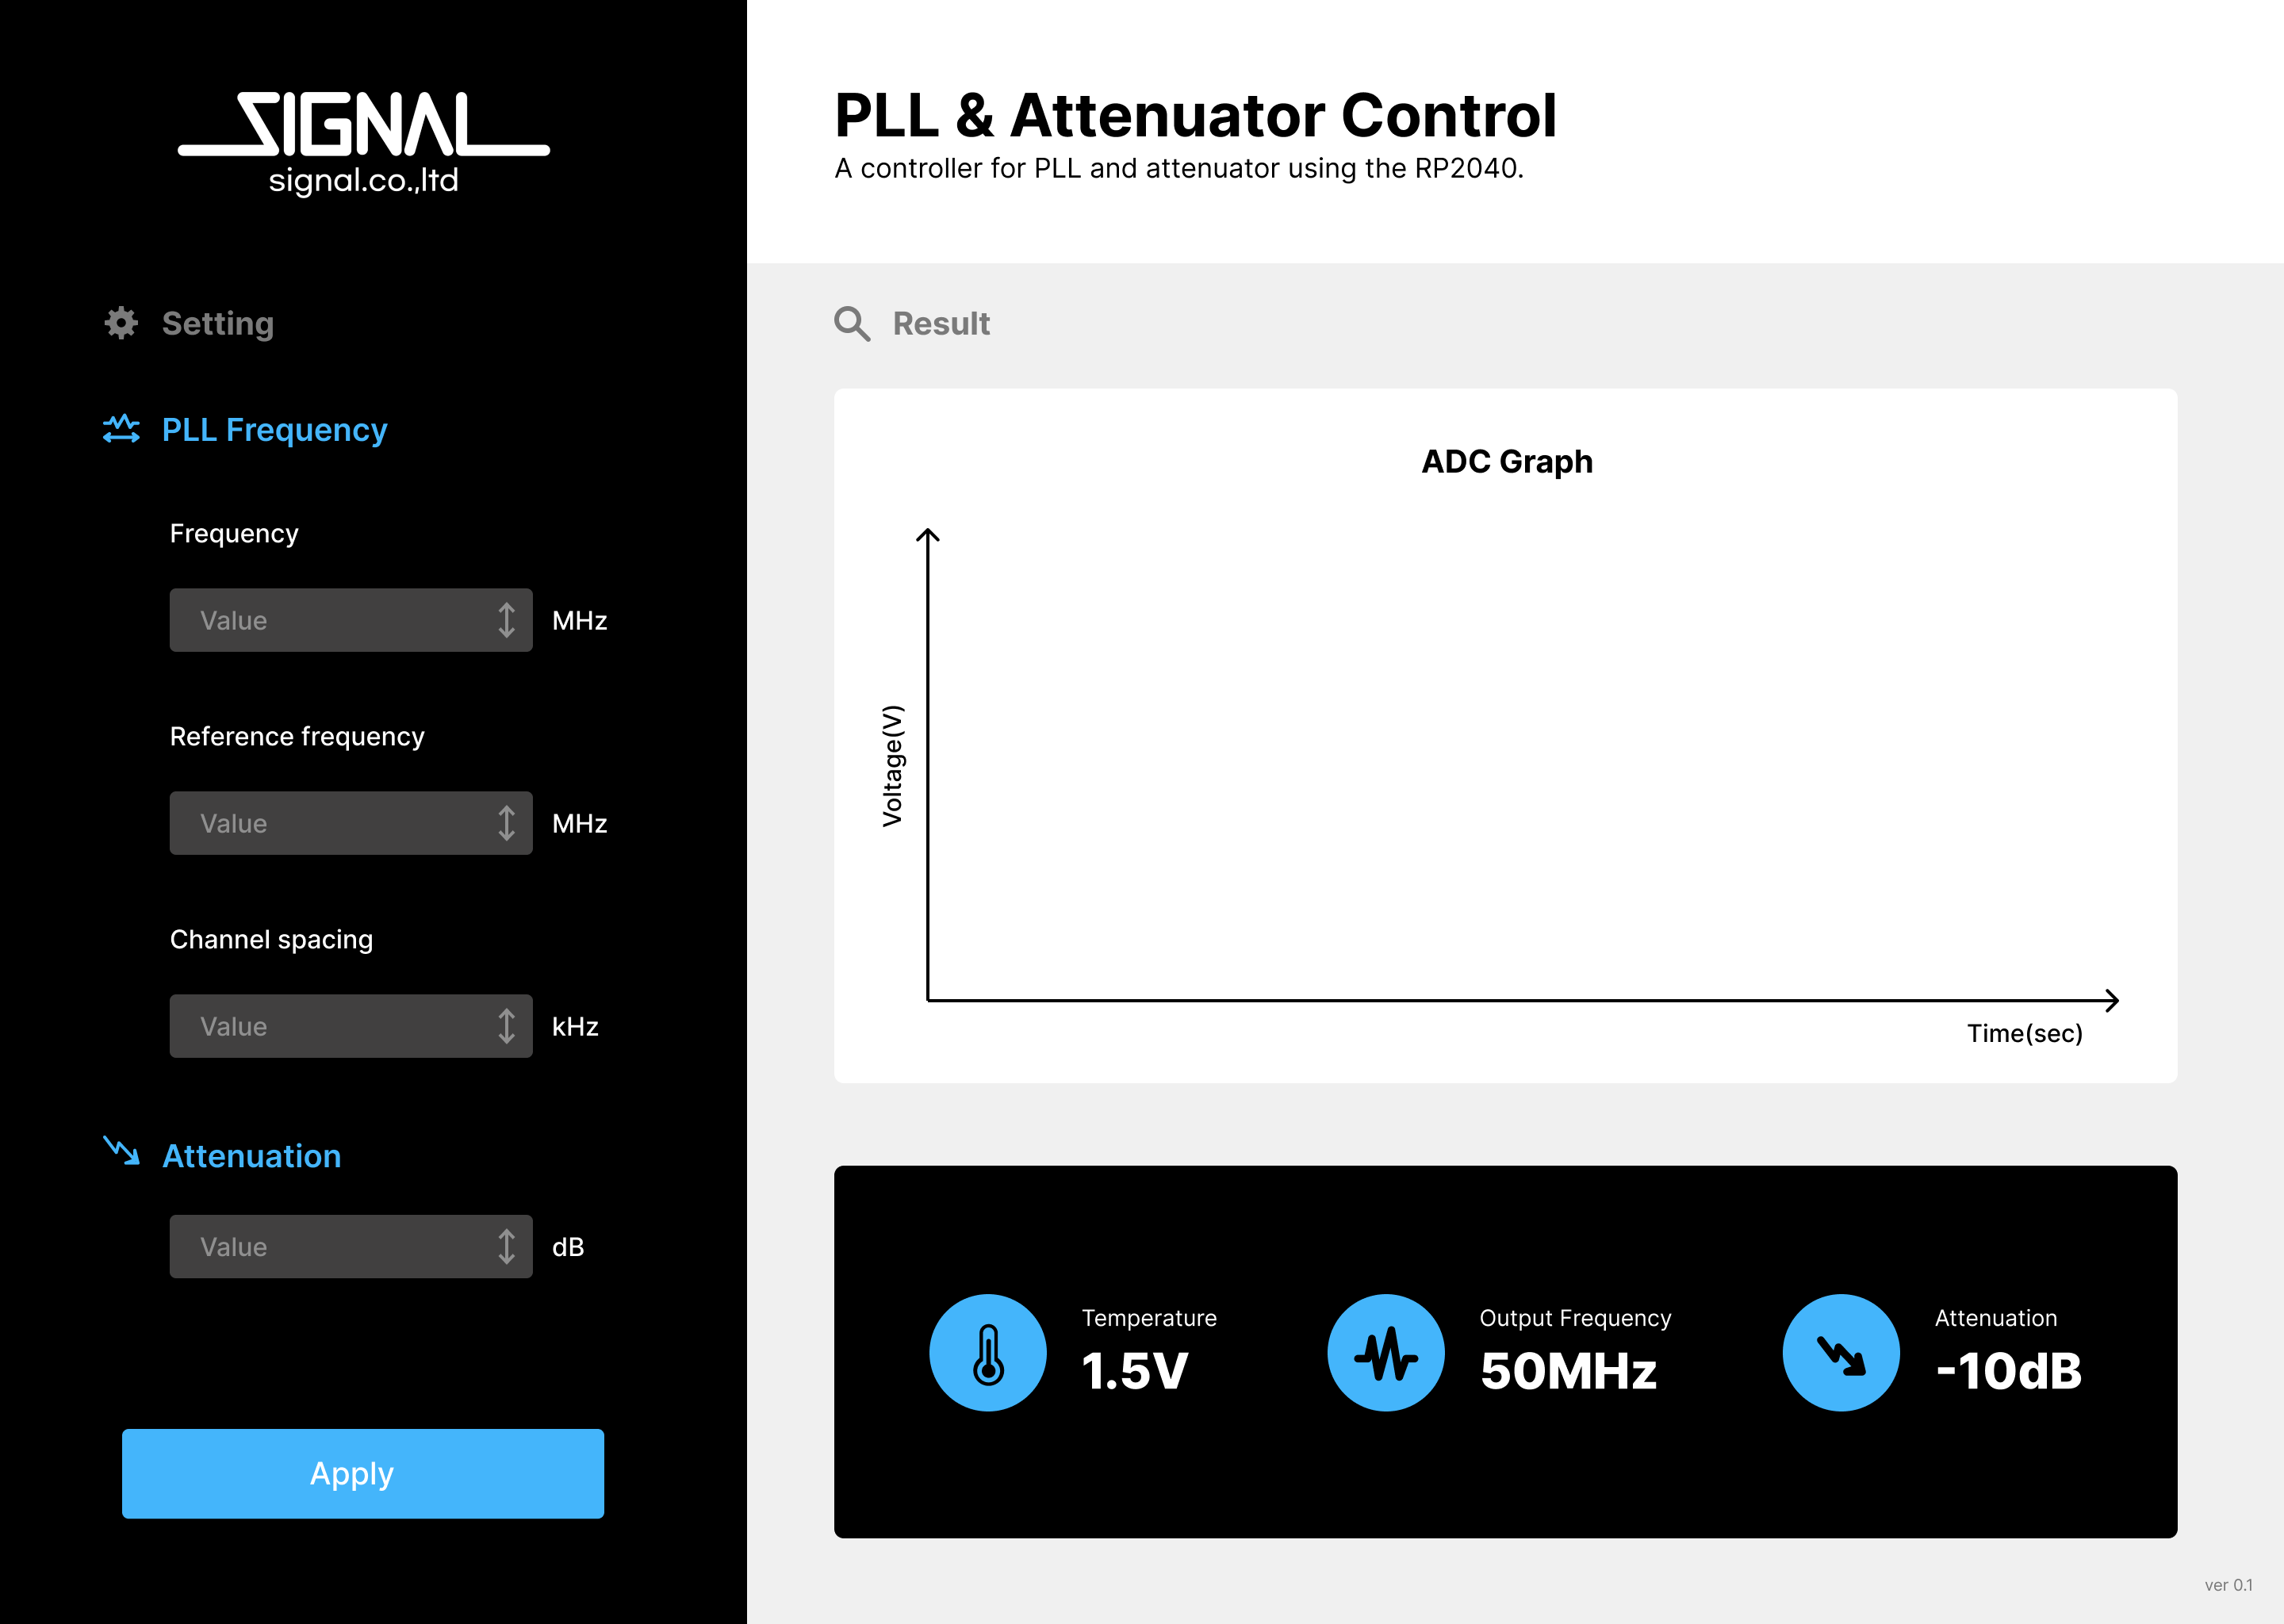 SIGNAL
signal.co.,ltd
Setting
PLL Frequency
Frequency
Value MHz
Reference frequency
Value MHz
Channel spacing
Value kHz
Attenuation
Value dB
Apply
PLL & Attenuator Control
A controller for PLL and attenuator using the RP2040.
Result
ADC Graph
Voltage(V)
Time(sec)
Temperature
1.5V
Output Frequency
50MHz
Attenuation
-10dB
ver 0.1